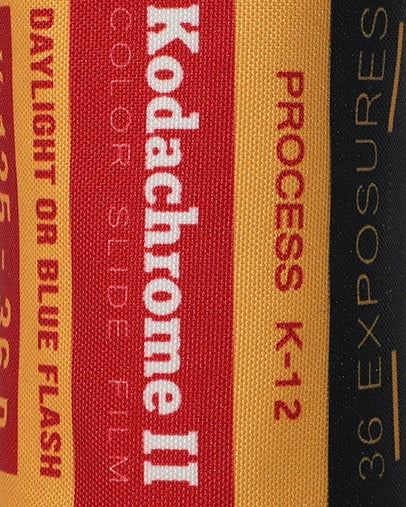 36 EXPOSURES
PROCESS K-12
Kodachrome II
COLOR SLIDE FILM
DAYLIGHT OR BLUE FLASH